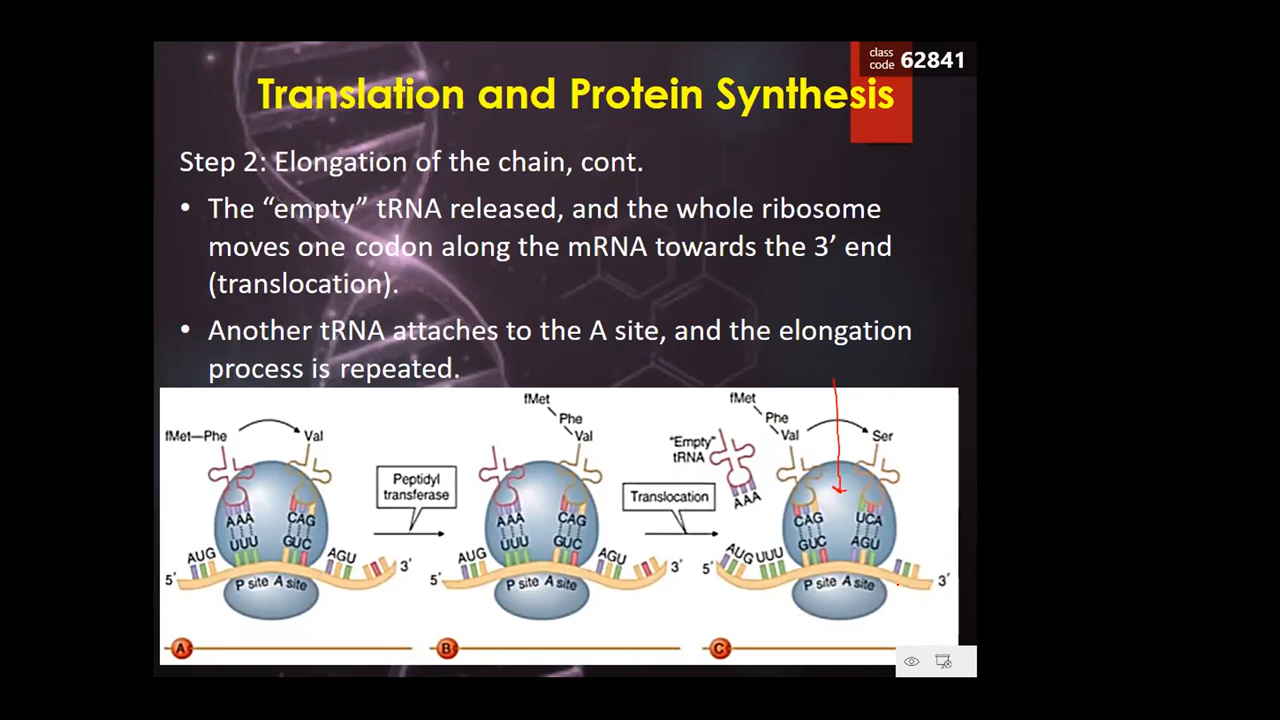 class
code 62841
Translation and Protein Synthesis
Step 2: Elongation of the chain, cont.
• The “empty” tRNA released, and the whole ribosome
moves one codon along the mRNA towards the 3’ end
(translocation).
• Another tRNA attaches to the A site, and the elongation
process is repeated.
fMet–Phe
Val
AAA
CAG
UUU
GUC
AUG
AGU
5'
3'
P site A site
A
Peptidyl
transferase
fMet
Phe
Val
AAA
CAG
UUU
GUC
AUG
AGU
5'
3'
P site A site
B
Translocation
"Empty"
tRNA
AAA
fMet
Phe
Val
Ser
CAG
UCA
GUC
AGU
AUG UUU
5'
3'
P site A site
C